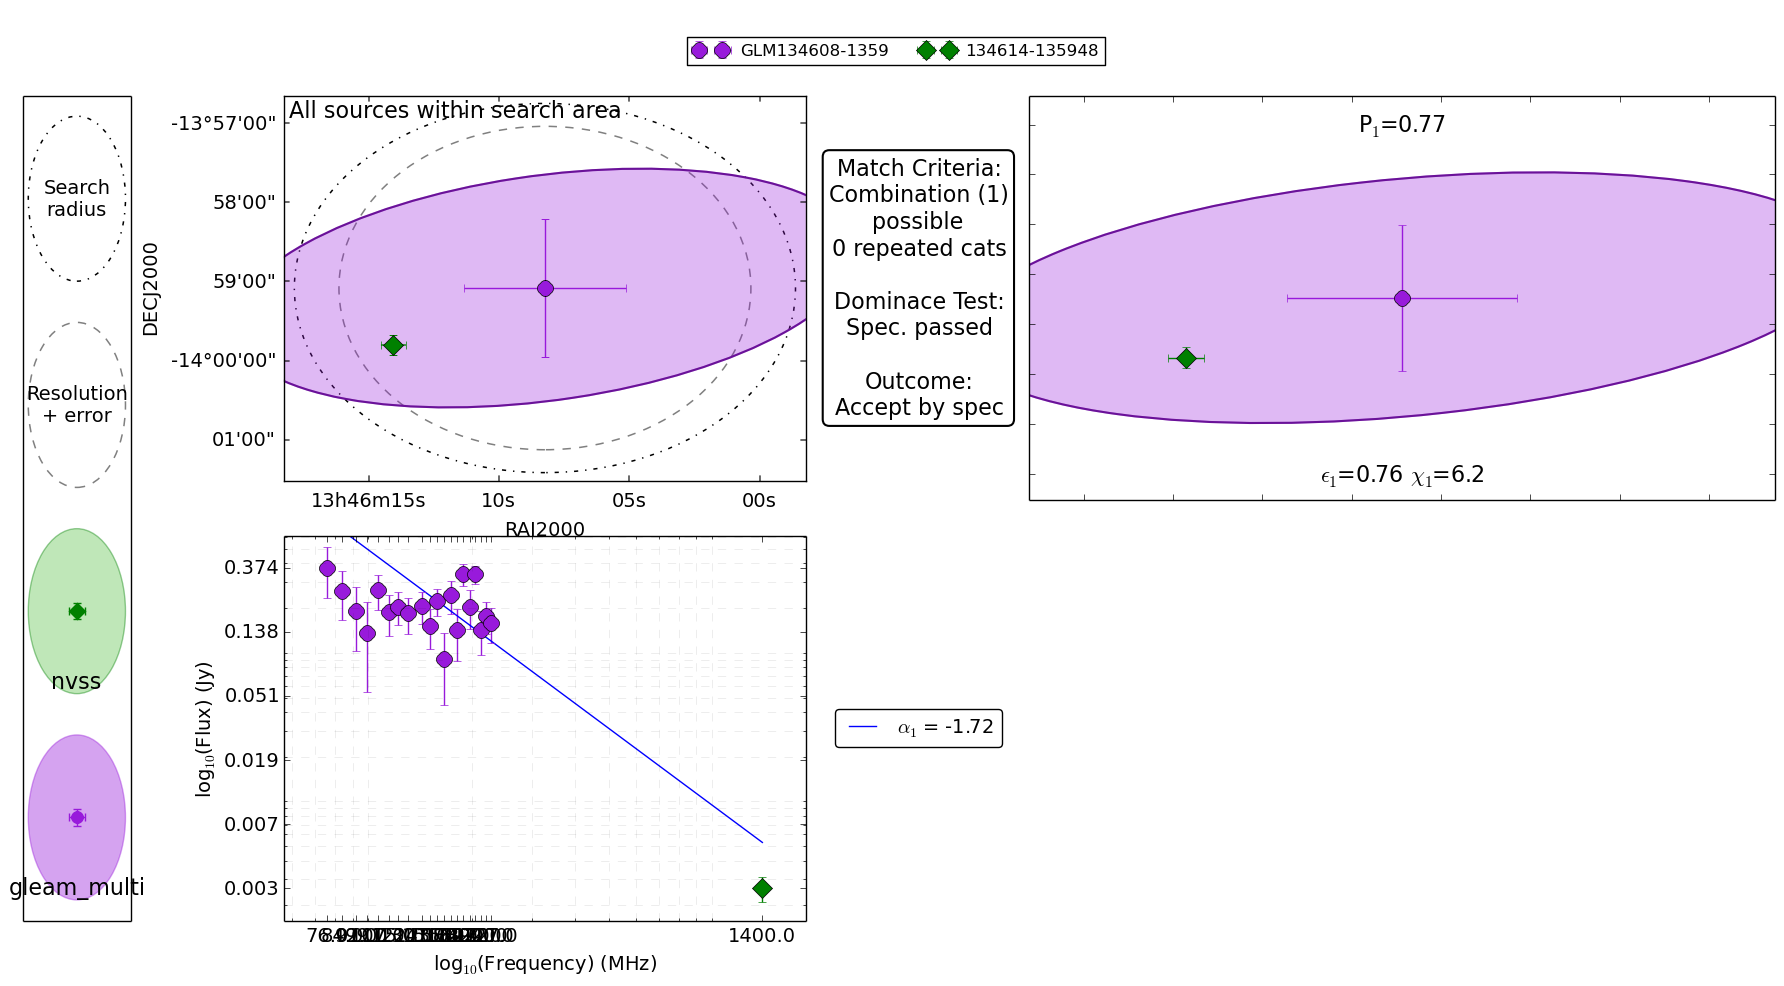 GLM134608-1359 134614-135948
All sources within search area
-13°57'00"
58'00"
59'00"
-14°00'00"
01'00"
DECJ2000
13h46m15s 10s 05s 00s
RAJ2000
Search
radius
Resolution
+ error
nvss
gleam_multi
Match Criteria:
Combination (1)
possible
0 repeated cats
Dominace Test:
Spec. passed
Outcome:
Accept by spec
P₁=0.77
ϵ₁=0.76 χ₁=6.2
0.374
0.138
0.051
0.019
0.007
0.003
log₁₀(Flux) (Jy)
1400.0
log₁₀(Frequency) (MHz)
α₁ = -1.72